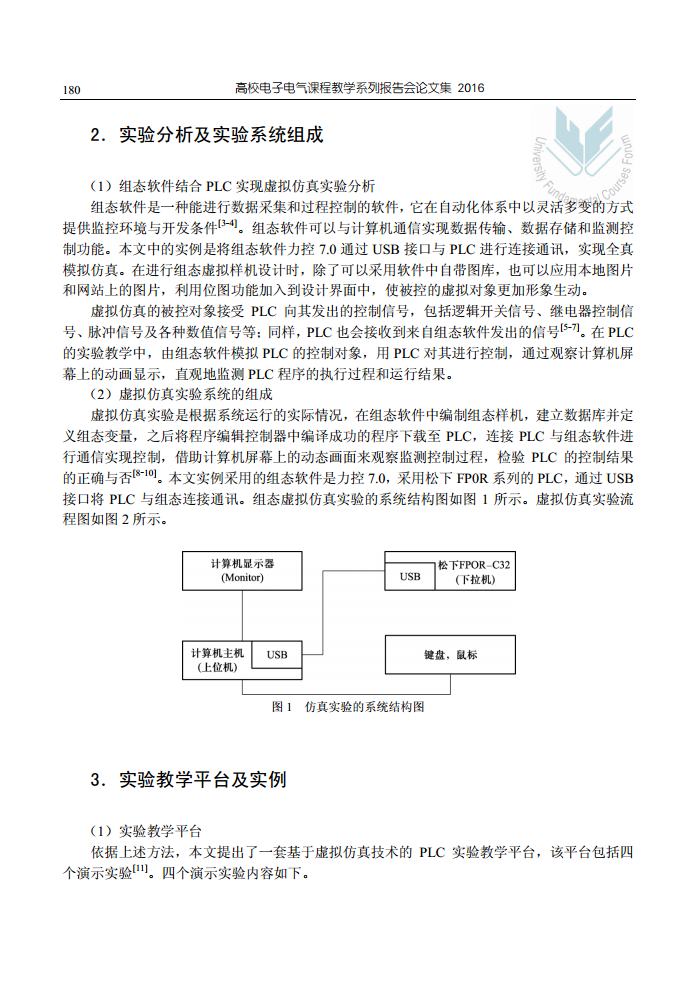 180
高校电子电气课程教学系列报告会论文集 2016
University Fundamental Courses Forum
2．实验分析及实验系统组成
（1）组态软件结合 PLC 实现虚拟仿真实验分析
组态软件是一种能进行数据采集和过程控制的软件，它在自动化体系中以灵活多变的方式
提供监控环境与开发条件[3-4]。组态软件可以与计算机通信实现数据传输、数据存储和监测控
制功能。本文中的实例是将组态软件力控 7.0 通过 USB 接口与 PLC 进行连接通讯，实现全真
模拟仿真。在进行组态虚拟样机设计时，除了可以采用软件中自带图库，也可以应用本地图片
和网站上的图片，利用位图功能加入到设计界面中，使被控的虚拟对象更加形象生动。
虚拟仿真的被控对象接受 PLC 向其发出的控制信号，包括逻辑开关信号、继电器控制信
号、脉冲信号及各种数值信号等；同样，PLC 也会接收到来自组态软件发出的信号[5-7]。在 PLC
的实验教学中，由组态软件模拟 PLC 的控制对象，用 PLC 对其进行控制，通过观察计算机屏
幕上的动画显示，直观地监测 PLC 程序的执行过程和运行结果。
（2）虚拟仿真实验系统的组成
虚拟仿真实验是根据系统运行的实际情况，在组态软件中编制组态样机，建立数据库并定
义组态变量，之后将程序编辑控制器中编译成功的程序下载至 PLC，连接 PLC 与组态软件进
行通信实现控制，借助计算机屏幕上的动态画面来观察监测控制过程，检验 PLC 的控制结果
的正确与否[8-10]。本文实例采用的组态软件是力控 7.0，采用松下 FP0R 系列的 PLC，通过 USB
接口将 PLC 与组态连接通讯。组态虚拟仿真实验的系统结构图如图 1 所示。虚拟仿真实验流
程图如图 2 所示。
计算机显示器
(Monitor)
USB
松下FPOR-C32
(下拉机)
计算机主机
(上位机)
USB
键盘，鼠标
图 1 仿真实验的系统结构图
3．实验教学平台及实例
（1）实验教学平台
依据上述方法，本文提出了一套基于虚拟仿真技术的 PLC 实验教学平台，该平台包括四
个演示实验[11]。四个演示实验内容如下。